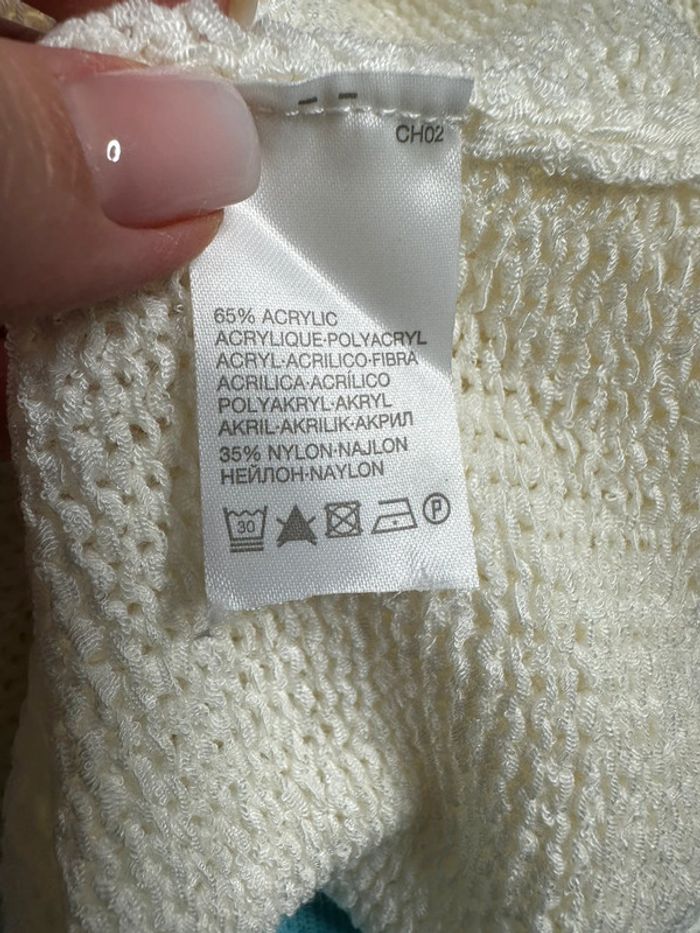 CH02
65% ACRYLIC
ACRYLIQUE·POLYACRYL
ACRYL·ACRILICO·FIBRA
ACRILICA·ACRÍLICO
POLYAKRYL·AKRYL
AKRIL·AKRILIK·АКРИЛ
35% NYLON·NAJLON
НЕЙЛОН·NAYLON
30 P